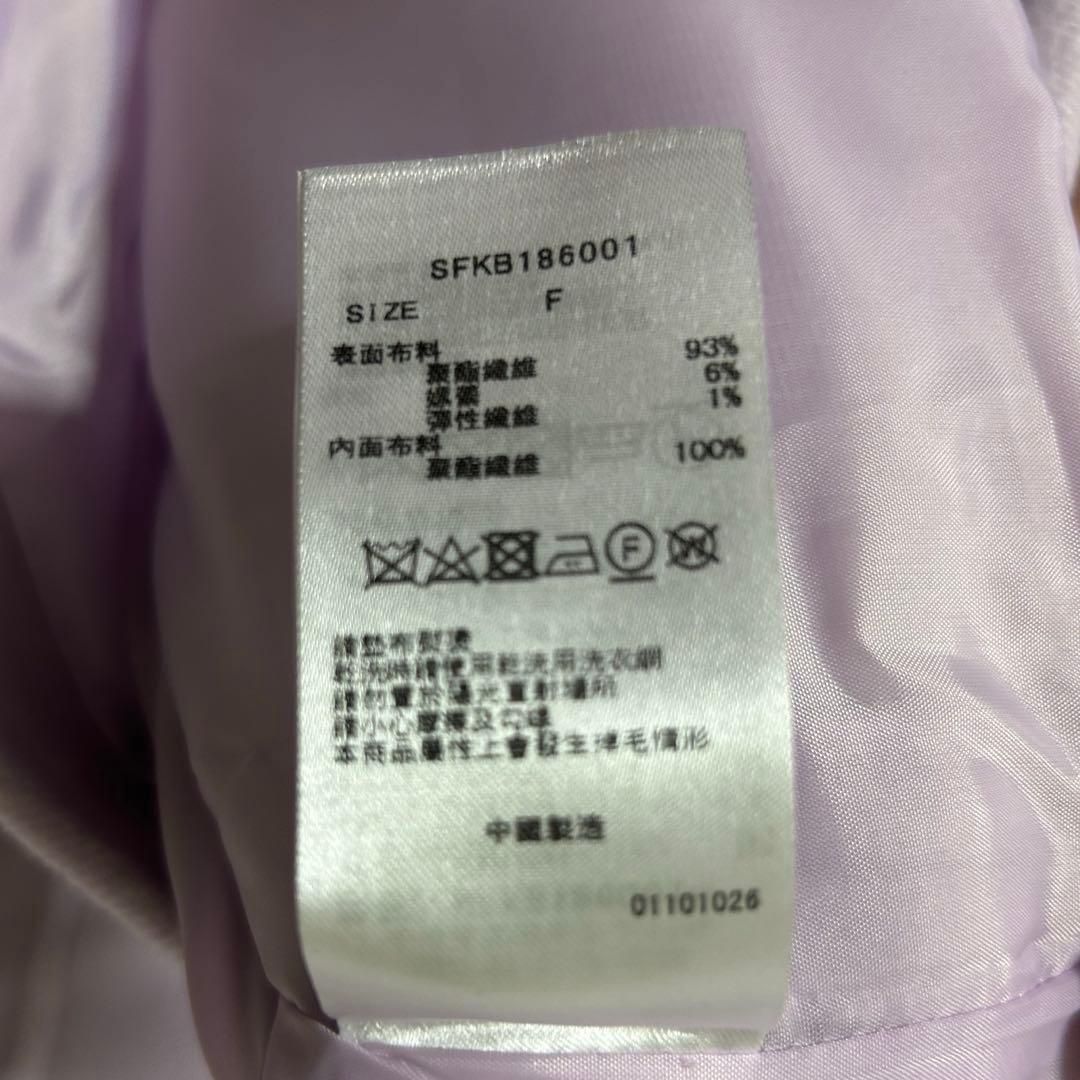 SFKB186001
SIZE F
表面布料 93%
聚酯纖維 6%
嫘縈 1%
彈性纖維
內面布料 100%
聚酯纖維
F
W
請墊布熨燙
乾洗時請使用乾洗用洗衣網
請勿置於陽光直射場所
請小心摩擦及勾破
本商品屬性上會發生掉毛情形
中國製造
01101026